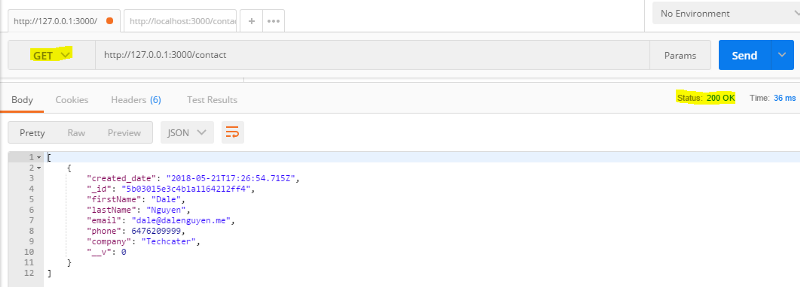 http://127.0.0.1:3000/ http://localhost:3000/conta + ••• No Environment
GET http://127.0.0.1:3000/contact Params Send
Body Cookies Headers (6) Test Results Status: 200 OK Time: 36 ms
Pretty Raw Preview JSON
1 [
2 {
3 "created_date": "2018-05-21T17:26:54.715Z",
4 "_id": "5b03015e3c4b1a1164212ff4",
5 "firstName": "Dale",
6 "lastName": "Nguyen",
7 "email": "dale@dalenguyen.me",
8 "phone": 6476209999,
9 "company": "Techcater",
10 "__v": 0
11 }
12 ]